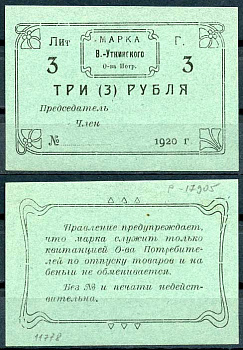 Лит Г.
МАРКА
В.-Уткинского
О-ва Потр.
3 3
ТРИ (3) РУБЛЯ
Председатель
Член
№ 1920 г
Р-17905
Правление предупреждает,
что марка служит только
квитанцией О-ва Потребите-
лей по отпуску товаров и на
деньги не обменивается.
Без №й и печати недейст-
вительна.
11778